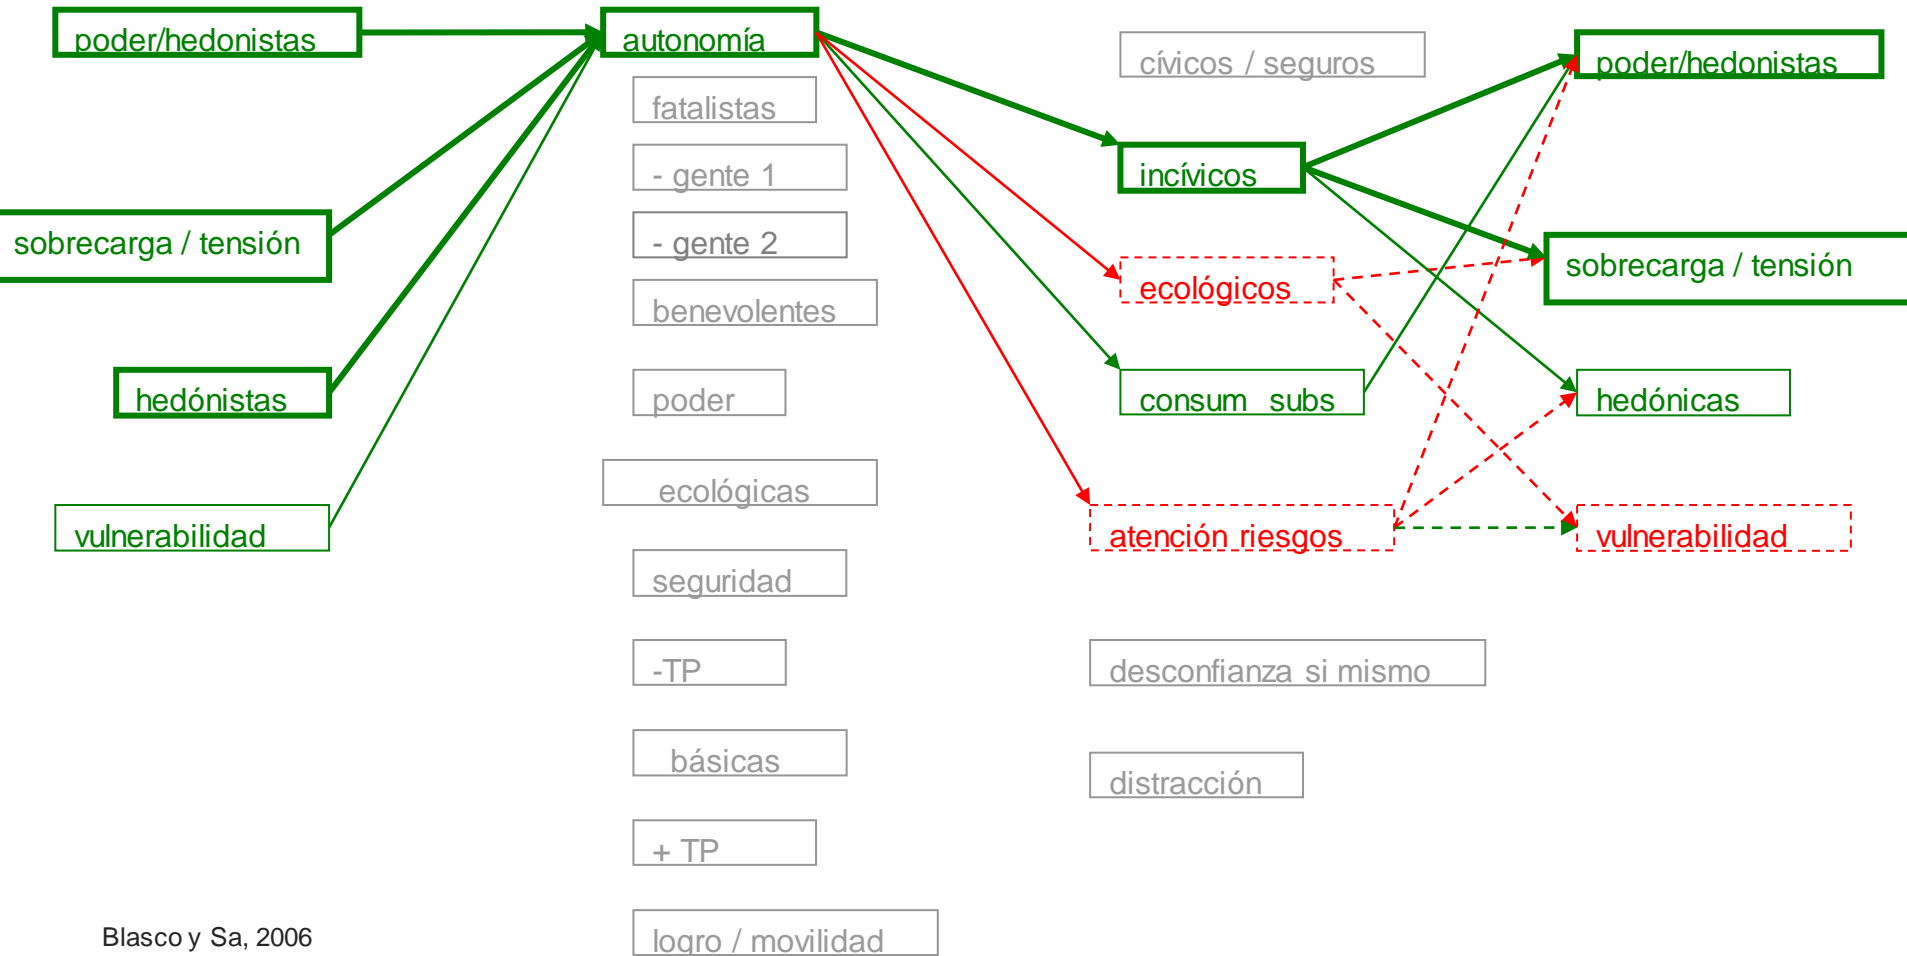 poder/hedonistas
sobrecarga / tensión
hedónistas
vulnerabilidad
autonomía
fatalistas
- gente 1
- gente 2
benevolentes
poder
ecológicas
seguridad
-TP
básicas
+ TP
logro / movilidad
cívicos / seguros
incívicos
ecológicos
consum subs
atención riesgos
desconfianza si mismo
distracción
poder/hedonistas
sobrecarga / tensión
hedónicas
vulnerabilidad
Blasco y Sa, 2006